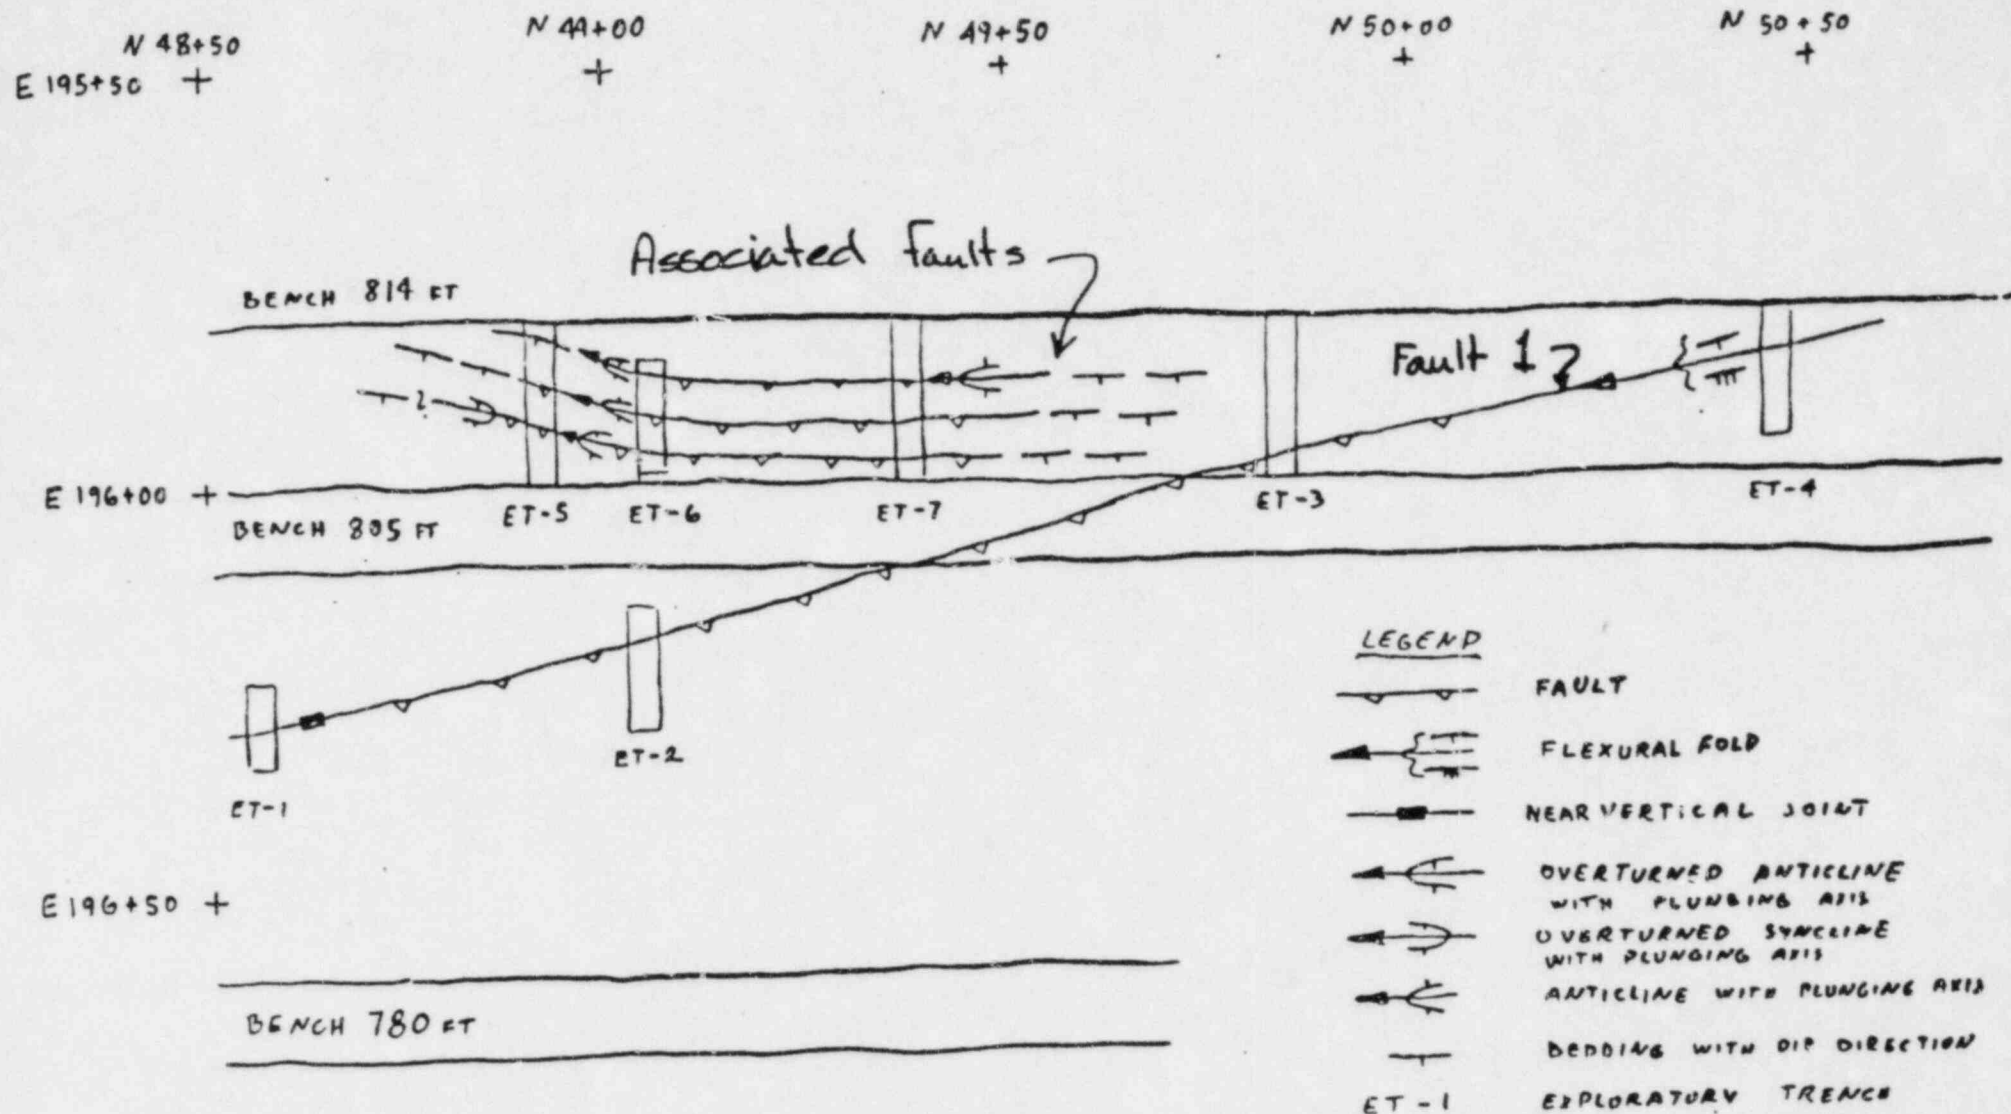 N 48+50
N 49+00
N 49+50
N 50+00
N 50+50
E 195+50
Associated faults
BENCH 814 FT
Fault 1
E 196+00
ET-5
ET-6
ET-7
ET-3
ET-4
BENCH 805 FT
ET-2
ET-1
E 196+50
BENCH 780 FT
LEGEND
FAULT
FLEXURAL FOLD
NEAR VERTICAL JOINT
OVERTURNED ANTICLINE
WITH PLUNGING AXIS
OVERTURNED SYNCLINE
WITH PLUNGING AXIS
ANTICLINE WITH PLUNGING AXIS
BEDDING WITH DIP DIRECTION
ET-1 EXPLORATORY TRENCH